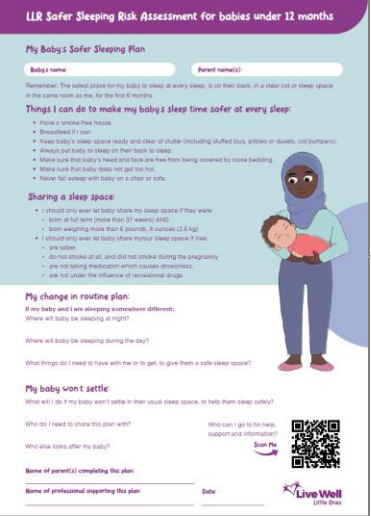 LLR Safer Sleeping Risk Assessment for babies under 12 months
My Baby's Safer Sleeping Plan
Baby's name:
Parent name(s):
Remember: The safest place for my baby to sleep at every sleep, is on their back, in a clear cot or sleep space,
in the same room as me, for the first 6 months.
Things I can do to make my baby's sleep time safer at every sleep:
• Have a smoke-free house.
• Breastfeed if I can.
• Keep baby's sleep space ready and clear of clutter (including stuffed toys, pillows or duvets, cot bumpers).
• Always put baby to sleep on their back to sleep.
• Make sure that baby's head and face are free from being covered by loose bedding.
• Make sure that baby does not get too hot.
• Never fall asleep with baby on a chair or sofa.
Sharing a sleep space:
• I should only ever let baby share my sleep space if they were:
◦ born at full term (more than 37 weeks) AND
◦ born weighing more than 5 pounds, 8 ounces (2.5 kg)
• I should only ever let baby share my/our sleep space if I/we
◦ are sober
◦ do not smoke at all, and did not smoke during the pregnancy
◦ are not taking medication which causes drowsiness.
◦ are not under the influence of recreational drugs.
My change in routine plan:
If my baby and I are sleeping somewhere different:
Where will baby be sleeping at night?
Where will baby be sleeping during the day?
What things do I need to have with me or to get, to give them a safe sleep space?
My baby won't settle:
What will I do if my baby won't settle in their usual sleep space, to help them sleep safely?
Who do I need to share this plan with?
Who can I go to for help,
support and information?
Scan Me
Who else looks after my baby?
Name of parent(s) completing this plan:
Name of professional supporting this plan:
Date:
Live Well
Little Ones